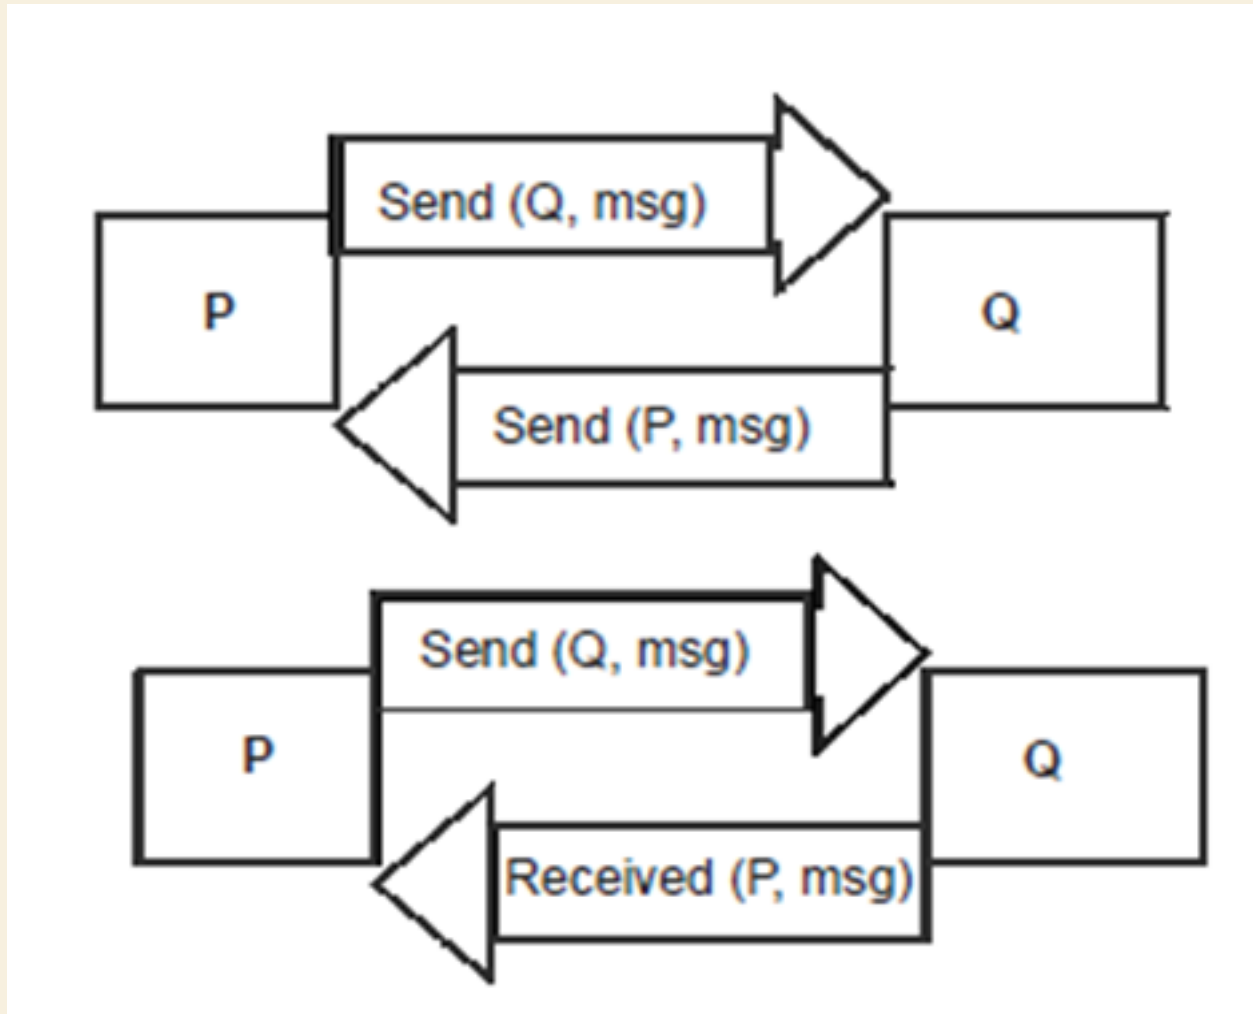 Send (Q, msg)
P
Q
Send (P, msg)
Send (Q, msg)
P
Q
Received (P, msg)